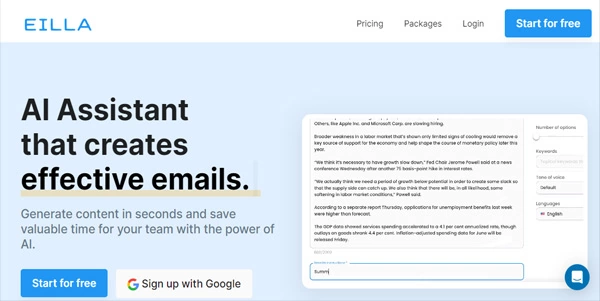 EILLA
Pricing
Packages
Login
Start for free
AI Assistant
that creates
effective emails.
Generate content in seconds and save
valuable time for your team with the power of
AI.
Start for free
Sign up with Google
Others, like Apple Inc. and Microsoft Corp. are slowing hiring.
Broader weakness in a labor market that's shown only limited signs of cooling would remove a
key source of support for the economy and help shape the course of monetary policy later this
year.
"We think it's necessary to have growth slow down," Fed Chair Jerome Powell said at a news
conference Wednesday after another 75 basis-point hike in interest rates.
"We actually think we need a period of growth below potential in order to create some slack so
that the supply side can catch up. We also think that there will be, in all likelihood, some
softening in labor market conditions," Powell said.
According to a separate report Thursday, applications for unemployment benefits last week
were higher than forecast.
The GDP data showed services spending accelerated to a 4.1 per cent annualized rate, though
outlays on goods shrank 4.4 per cent. Inflation-adjusted spending data for June will be
released Friday.
Summ
Number of options
Keywords
Tone of voice
Default
Languages
English